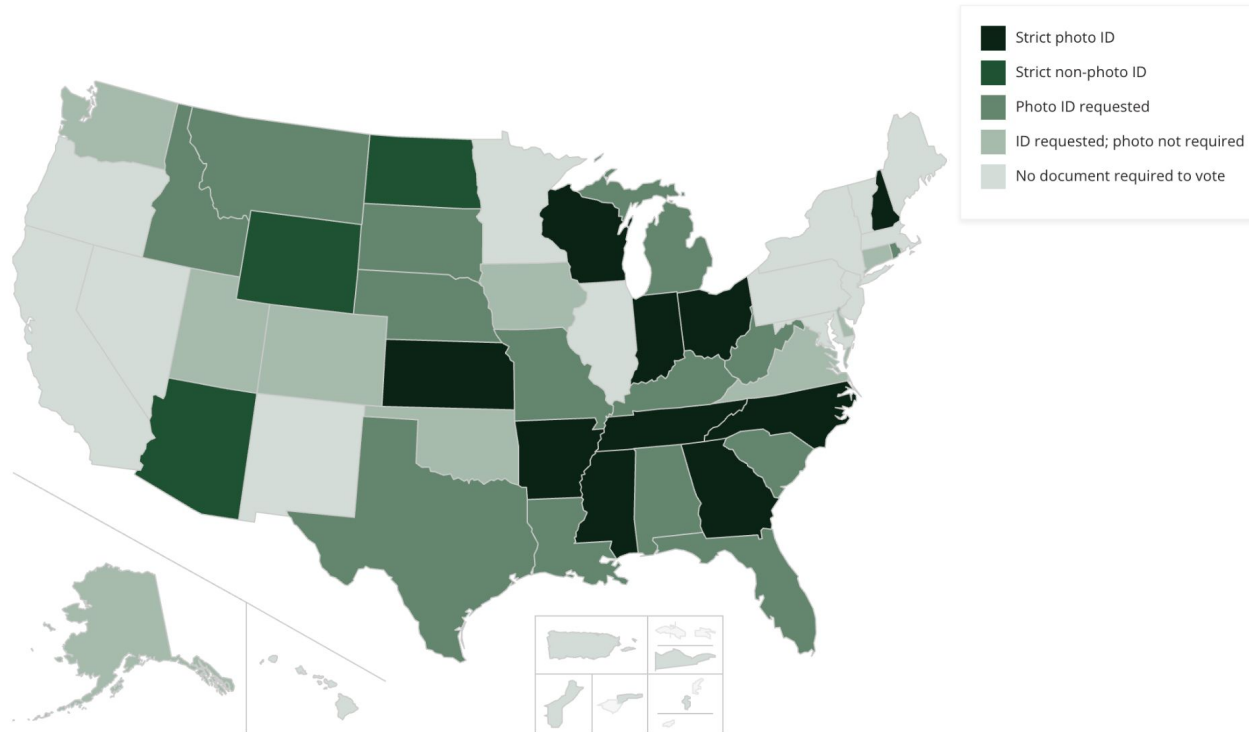 Strict photo ID
Strict non-photo ID
Photo ID requested
ID requested; photo not required
No document required to vote